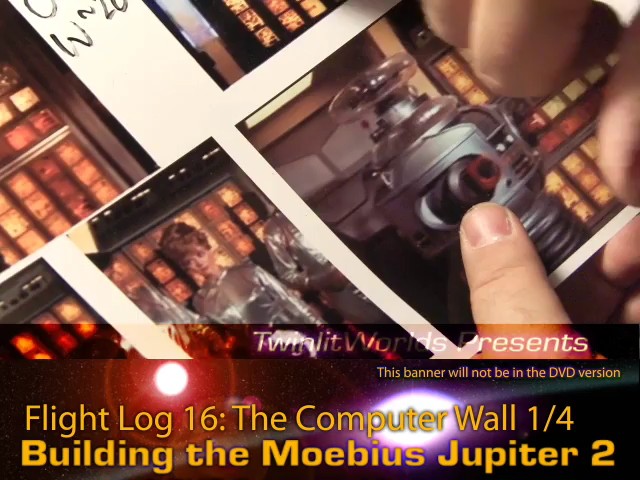 TwinlitWorlds Presents
This banner will not be in the DVD version
Flight Log 16: The Computer Wall 1/4
Building the Moebius Jupiter 2